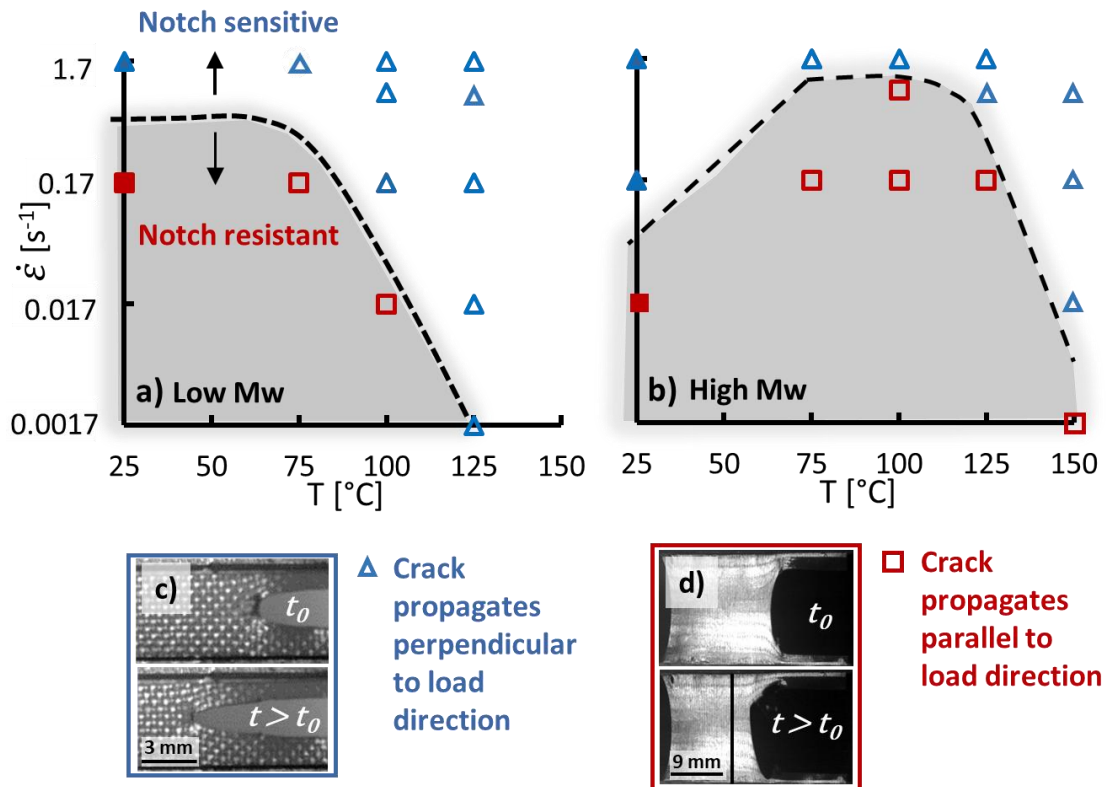 Notch sensitive
1.7
0.17
0.017
0.0017
ε̇ [s⁻¹]
Notch resistant
a) Low Mw
25 50 75 100 125 150
T [°C]
b) High Mw
25 50 75 100 125 150
T [°C]
c)
t₀
t > t₀
3 mm
Crack
propagates
perpendicular
to load
direction
d)
t₀
t > t₀
9 mm
Crack
propagates
parallel to
load direction